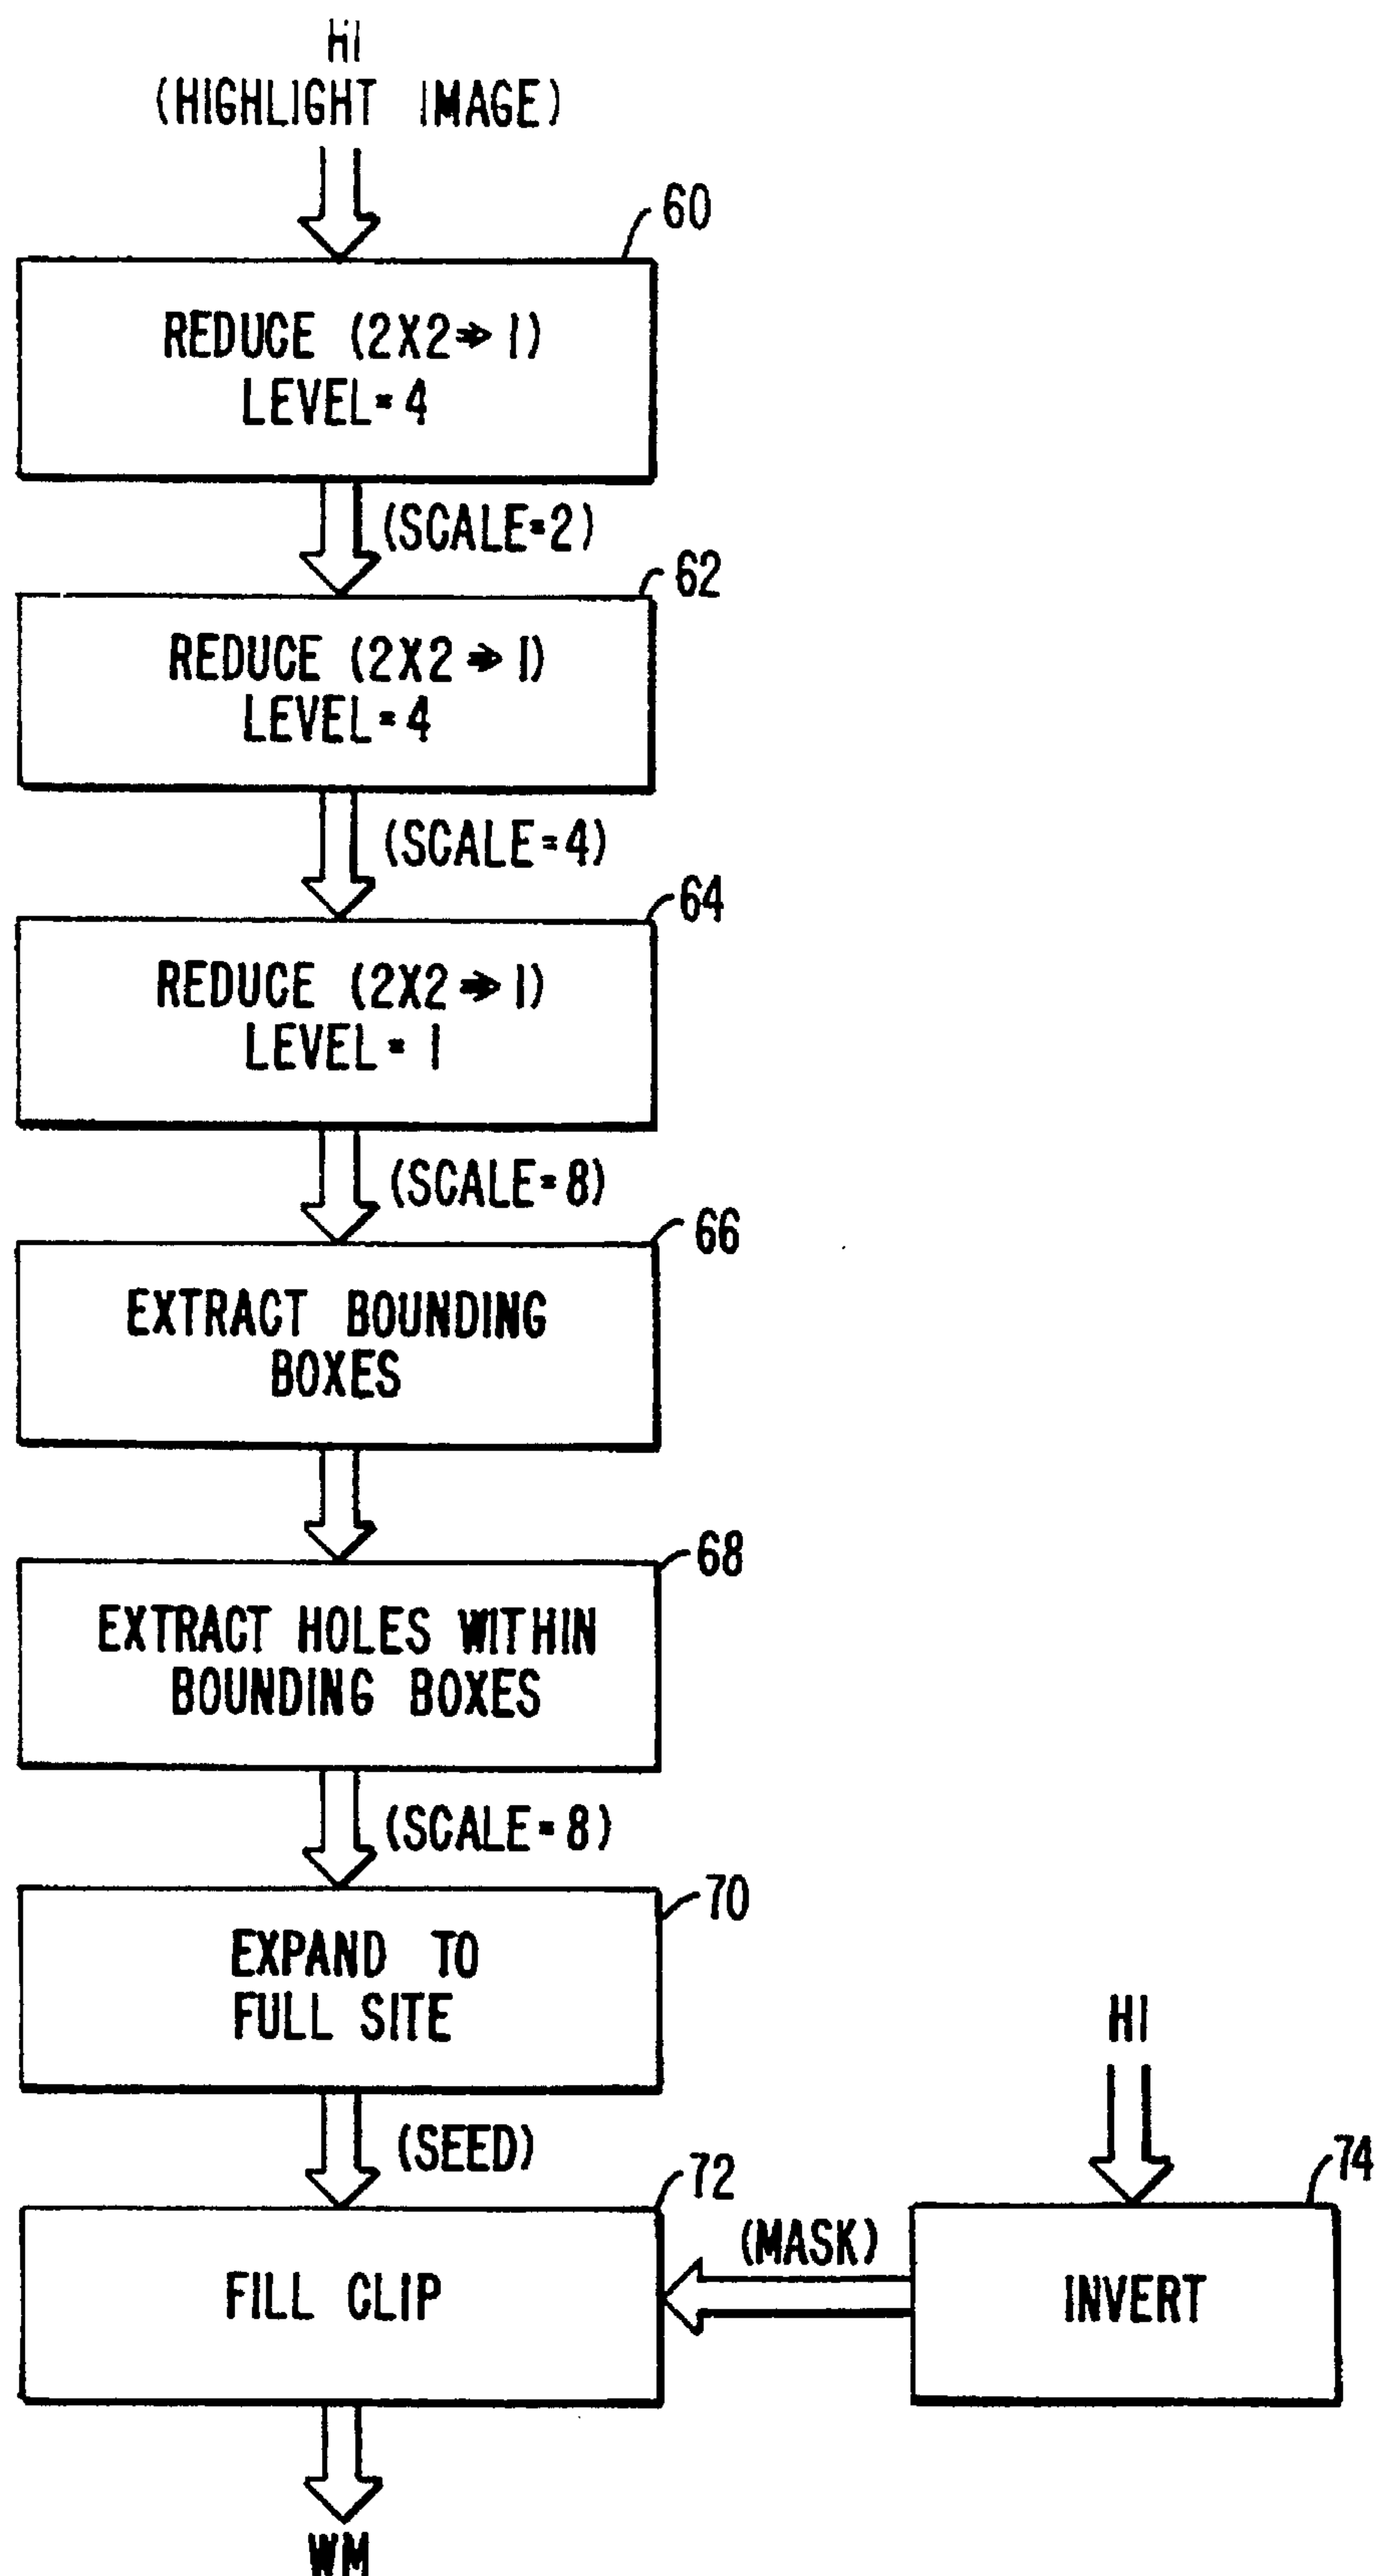 HI
(HIGHLIGHT IMAGE)
60
REDUCE (2X2➔1)
LEVEL=4
(SCALE=2)
62
REDUCE (2X2➔1)
LEVEL=4
(SCALE=4)
64
REDUCE (2X2➔1)
LEVEL=1
(SCALE=8)
66
EXTRACT BOUNDING
BOXES
68
EXTRACT HOLES WITHIN
BOUNDING BOXES
(SCALE=8)
70
EXPAND TO
FULL SITE
HI
(SEED)
72
74
(MASK)
FILL CLIP
INVERT
WM